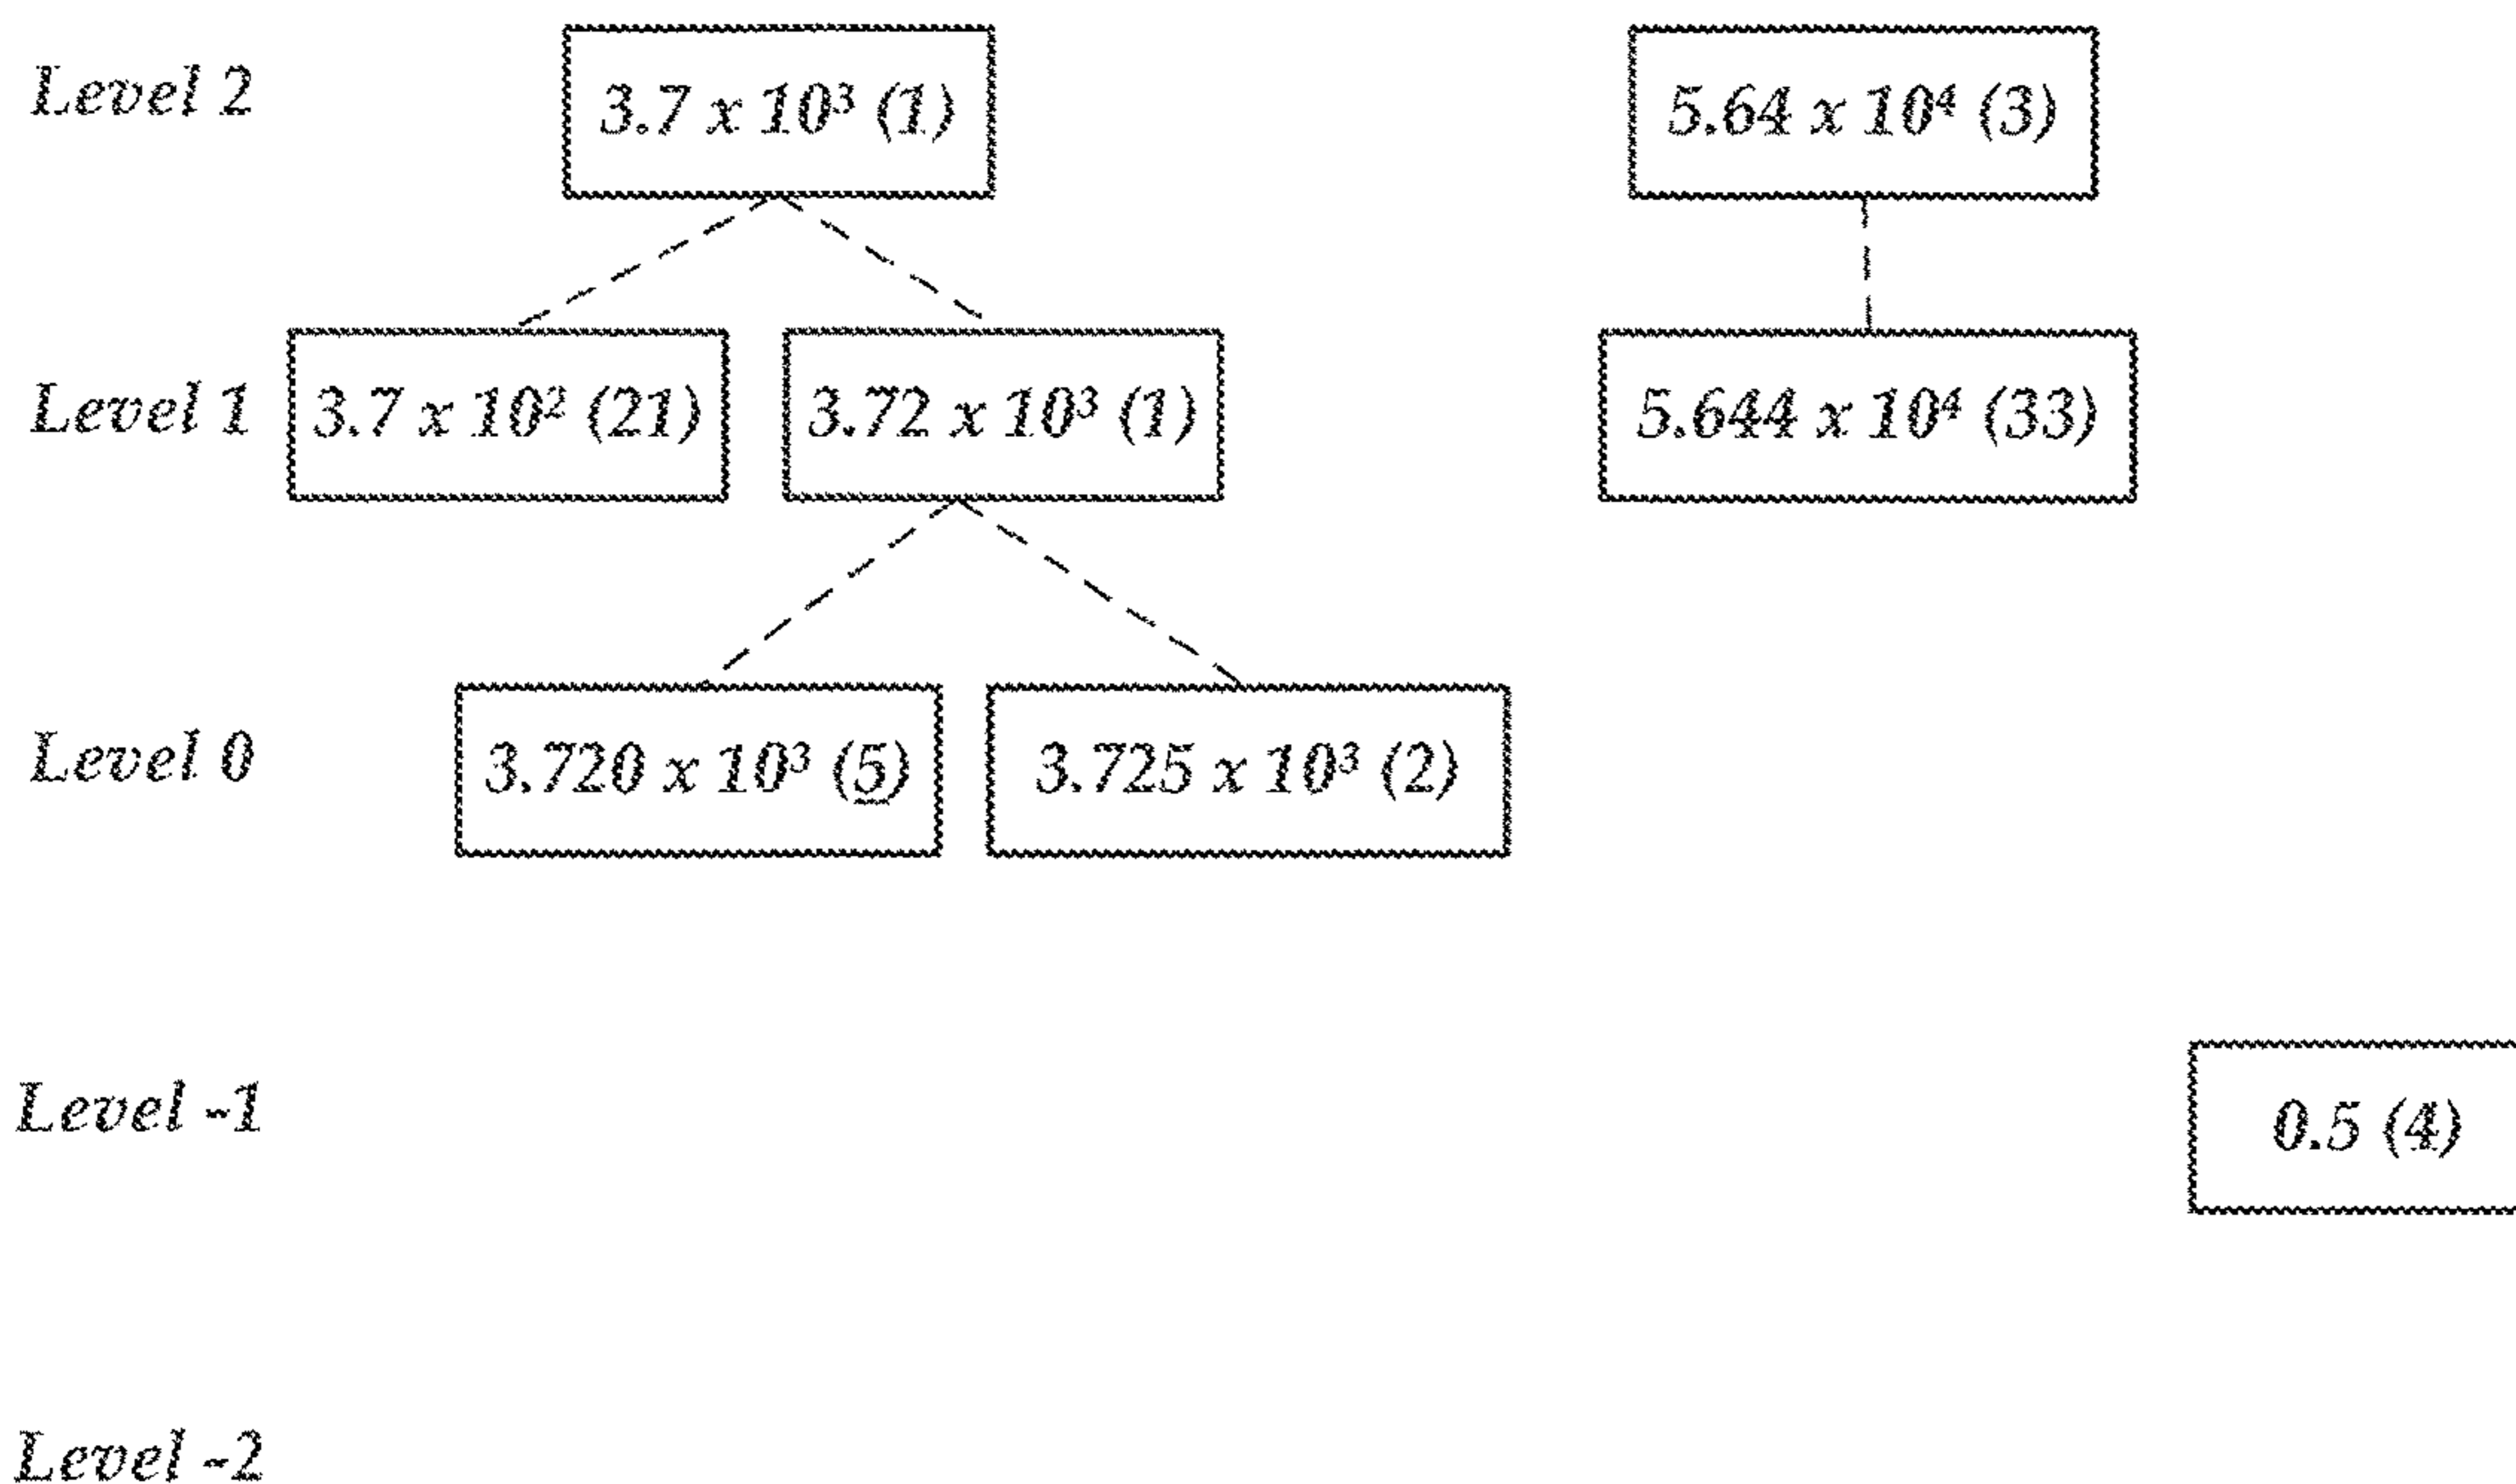 Level 2 3.7 x 10³ (1) 5.64 x 10⁴ (3)
Level 1 3.7 x 10² (21) 3.72 x 10³ (1) 5.644 x 10⁴ (33)
Level 0 3.720 x 10³ (5) 3.725 x 10³ (2)
Level -1 0.5 (4)
Level -2